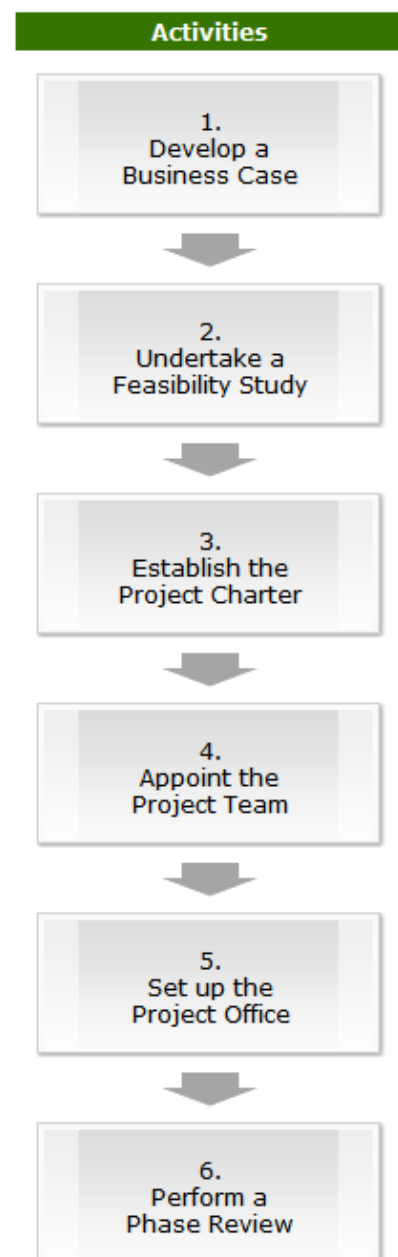 Activities
1.
Develop a
Business Case
2.
Undertake a
Feasibility Study
3.
Establish the
Project Charter
4.
Appoint the
Project Team
5.
Set up the
Project Office
6.
Perform a
Phase Review